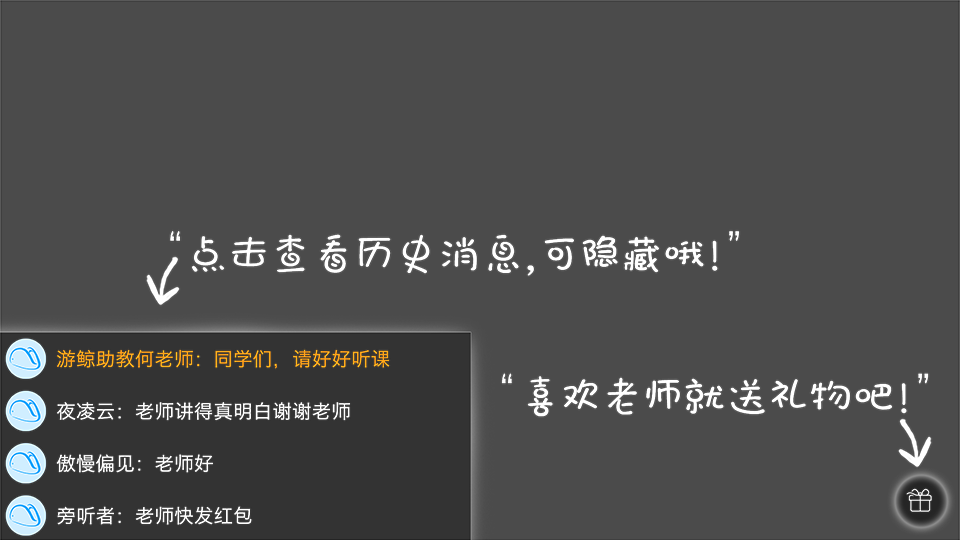 “点击查看历史消息,可隐藏哦!”
游鲸助教何老师：同学们，请好好听课
夜凌云：老师讲得真明白谢谢老师
傲慢偏见：老师好
旁听者：老师快发红包
“喜欢老师就送礼物吧!”